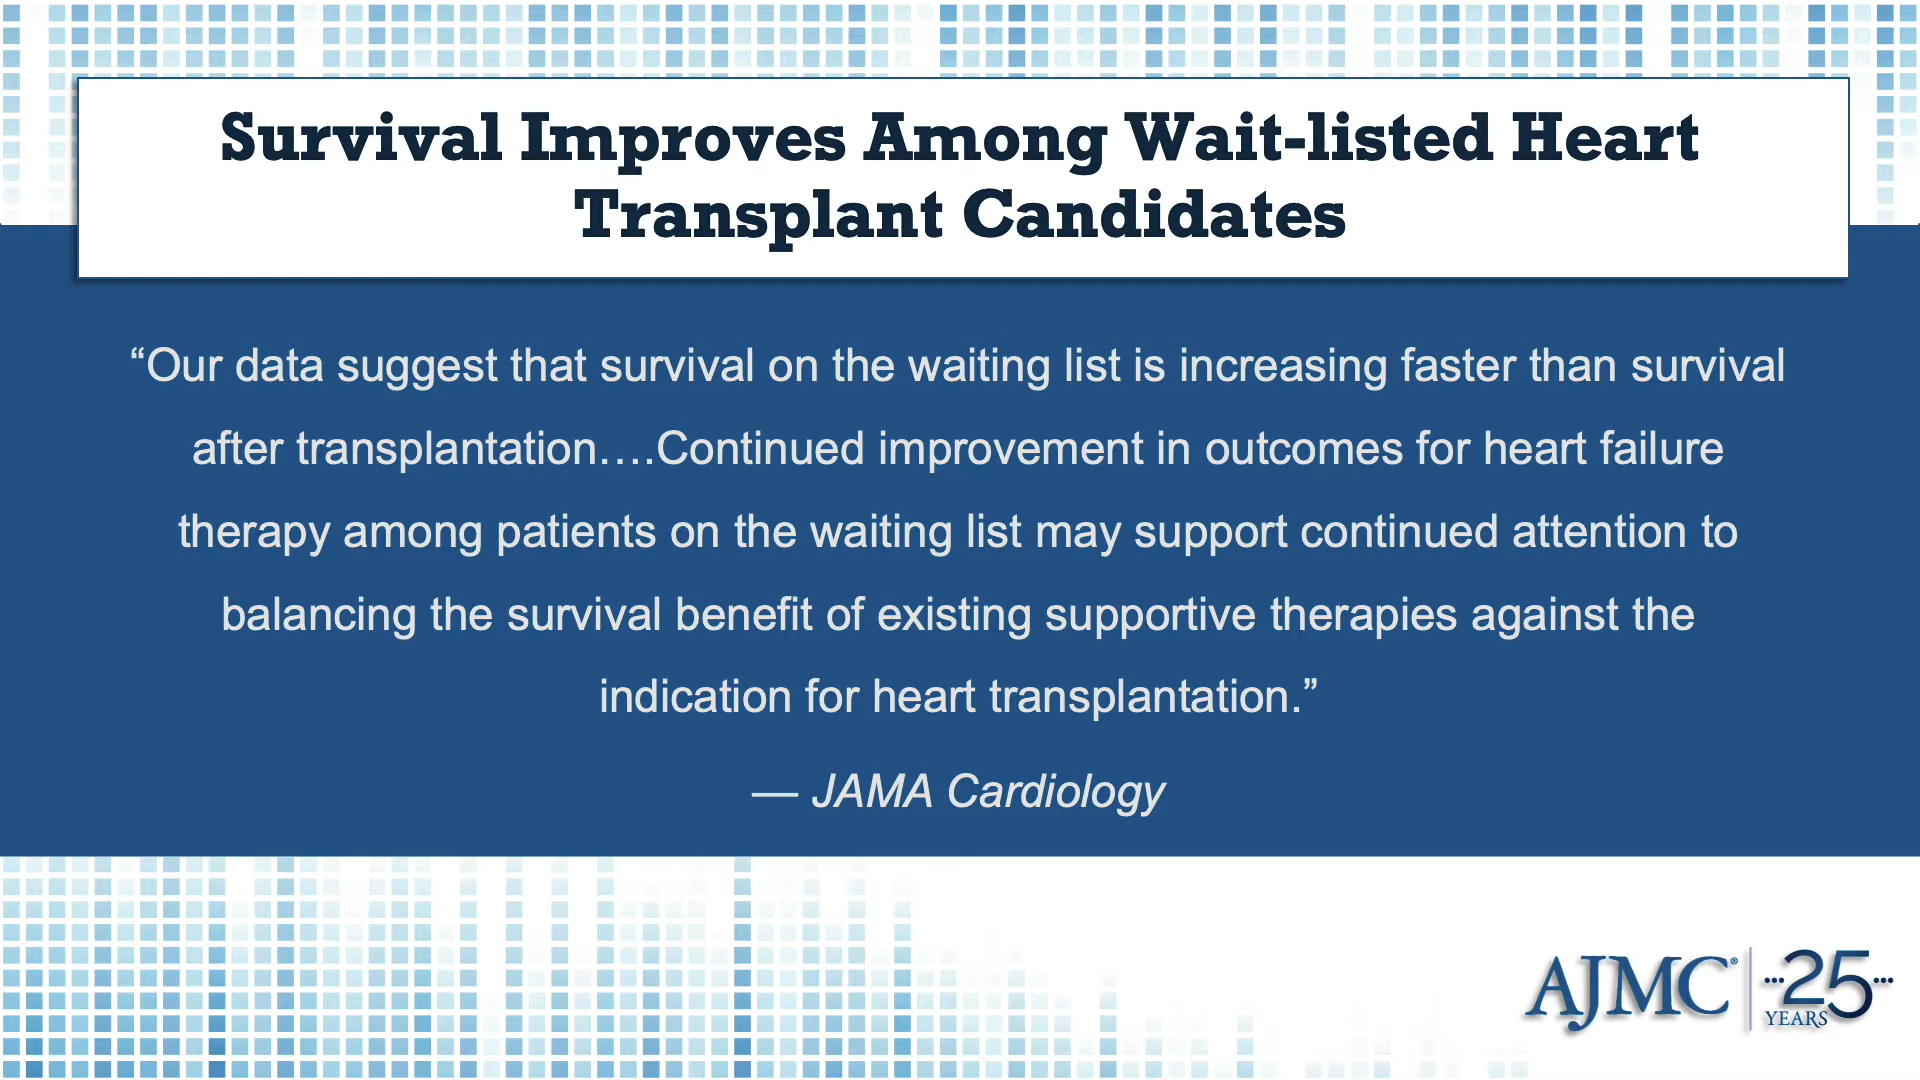 Survival Improves Among Wait-listed Heart
Transplant Candidates
“Our data suggest that survival on the waiting list is increasing faster than survival
after transplantation….Continued improvement in outcomes for heart failure
therapy among patients on the waiting list may support continued attention to
balancing the survival benefit of existing supportive therapies against the
indication for heart transplantation.”
— JAMA Cardiology
AJMC® 25
YEARS